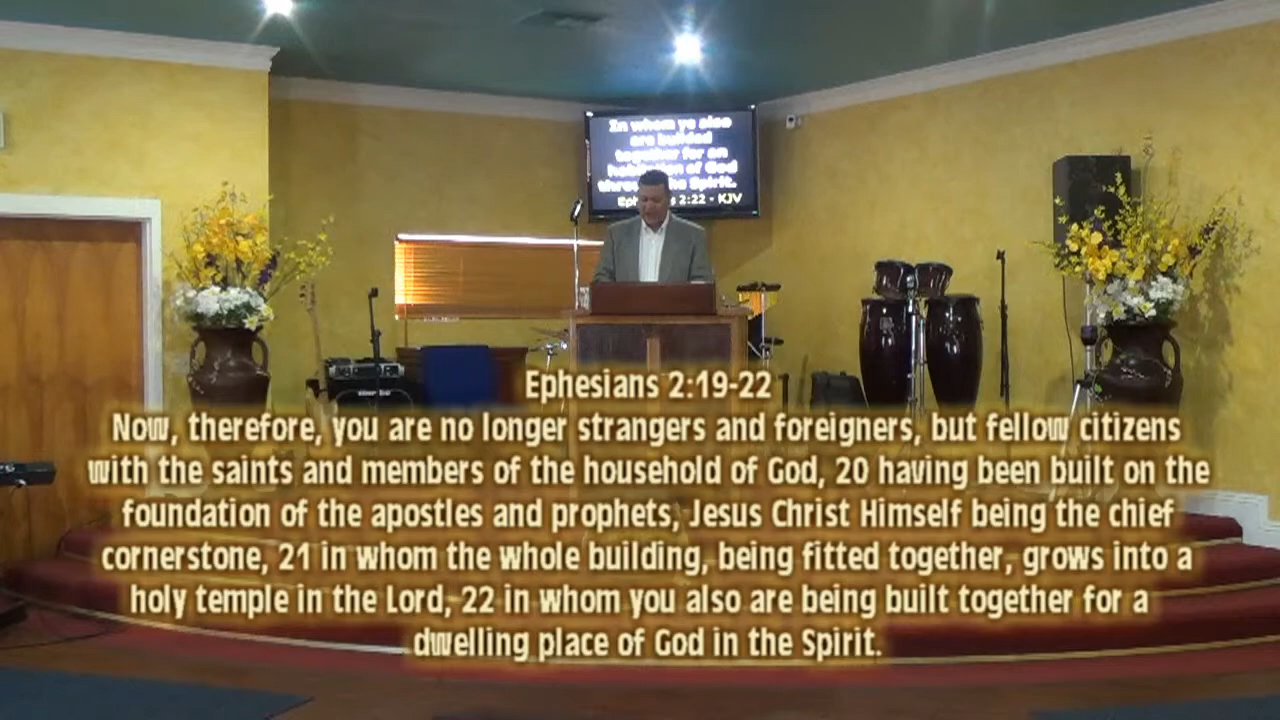 In whom ye also
are builded
together for an
of God
the Spirit.
2:22 - KJV
Ephesians 2:19-22
Now, therefore, you are no longer strangers and foreigners, but fellow citizens
with the saints and members of the household of God, 20 having been built on the
foundation of the apostles and prophets, Jesus Christ Himself being the chief
cornerstone, 21 in whom the whole building, being fitted together, grows into a
holy temple in the Lord, 22 in whom you also are being built together for a
dwelling place of God in the Spirit.